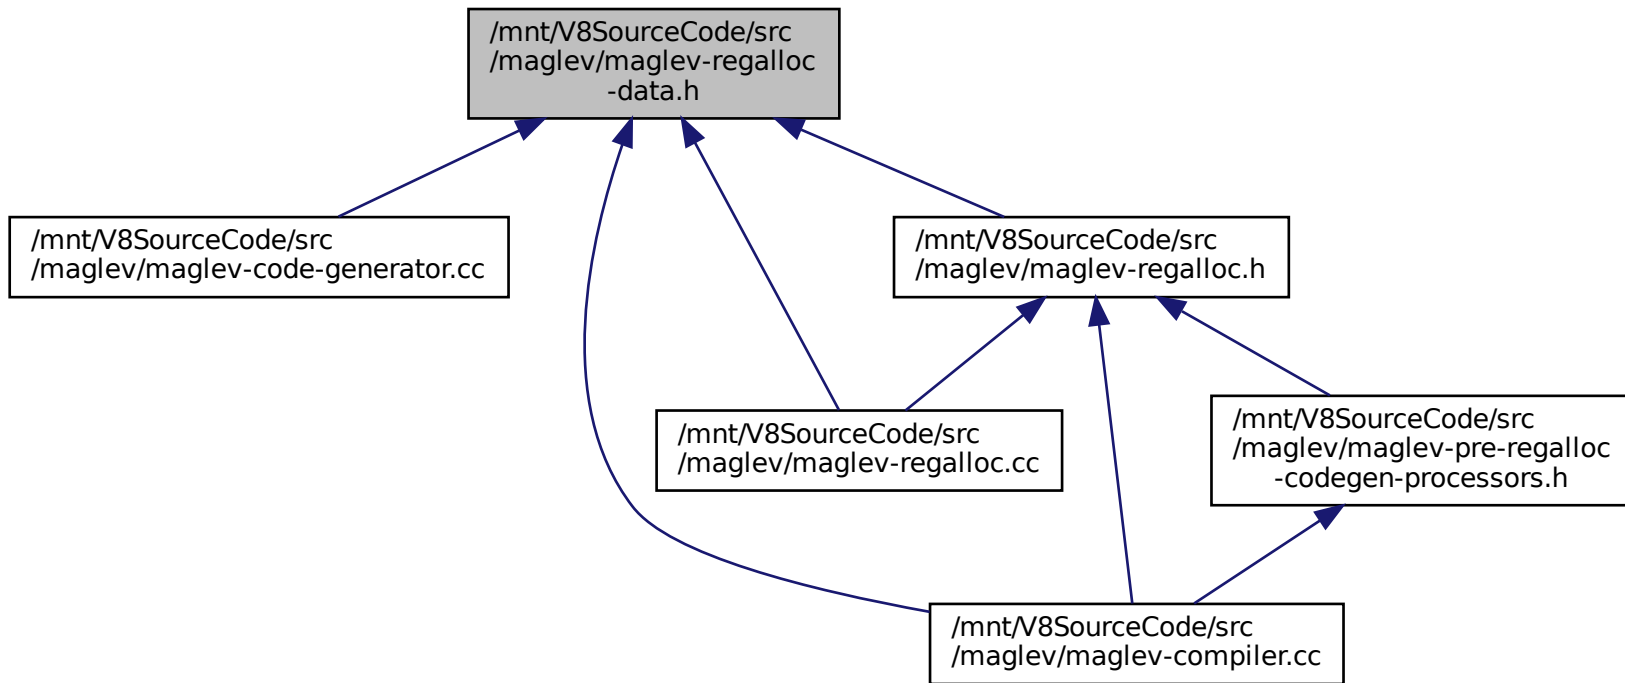 /mnt/V8SourceCode/src
/maglev/maglev-regalloc
-data.h
/mnt/V8SourceCode/src
/maglev/maglev-code-generator.cc
/mnt/V8SourceCode/src
/maglev/maglev-regalloc.h
/mnt/V8SourceCode/src
/maglev/maglev-regalloc.cc
/mnt/V8SourceCode/src
/maglev/maglev-pre-regalloc
-codegen-processors.h
/mnt/V8SourceCode/src
/maglev/maglev-compiler.cc